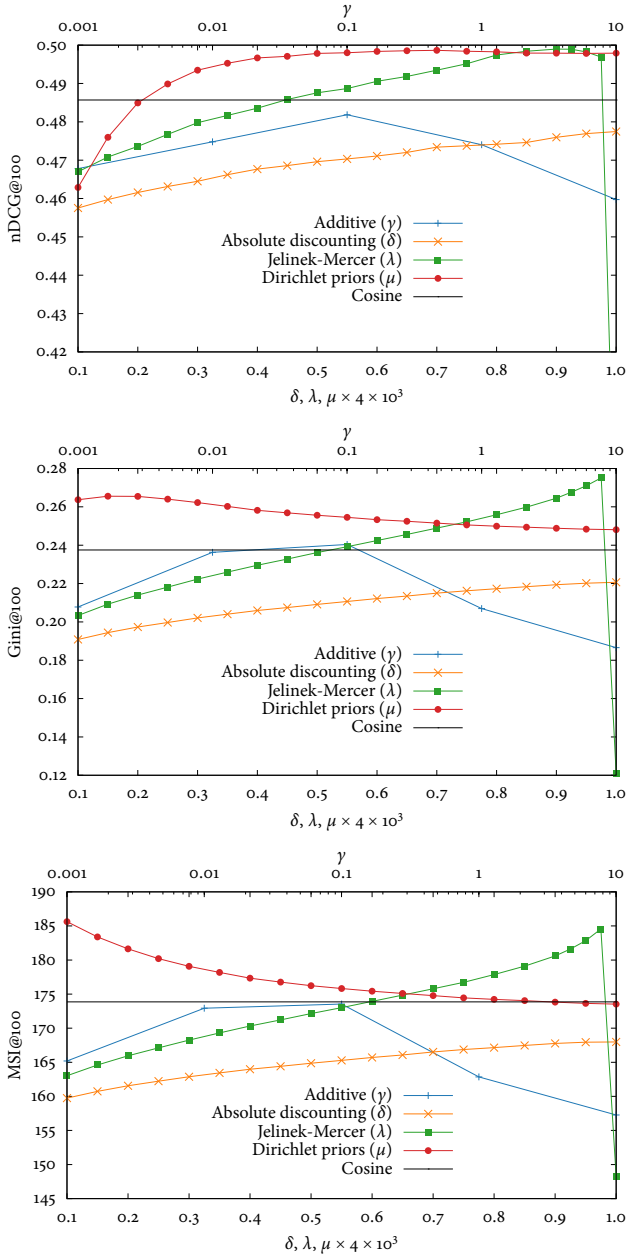 γ
0.001 0.01 0.1 1 10
0.50
0.49
0.48
0.47
0.46
0.45
0.44
0.43
0.42
nDCG@100
Additive (γ)
Absolute discounting (δ)
Jelinek-Mercer (λ)
Dirichlet priors (μ)
Cosine
0.1 0.2 0.3 0.4 0.5 0.6 0.7 0.8 0.9 1.0
δ, λ, μ × 4 × 10³
γ
0.001 0.01 0.1 1 10
0.28
0.26
0.24
0.22
0.20
0.18
0.16
0.14
0.12
Gini@100
Additive (γ)
Absolute discounting (δ)
Jelinek-Mercer (λ)
Dirichlet priors (μ)
Cosine
0.1 0.2 0.3 0.4 0.5 0.6 0.7 0.8 0.9 1.0
δ, λ, μ × 4 × 10³
γ
0.001 0.01 0.1 1 10
190
185
180
175
170
165
160
155
150
145
MSI@100
Additive (γ)
Absolute discounting (δ)
Jelinek-Mercer (λ)
Dirichlet priors (μ)
Cosine
0.1 0.2 0.3 0.4 0.5 0.6 0.7 0.8 0.9 1.0
δ, λ, μ × 4 × 10³